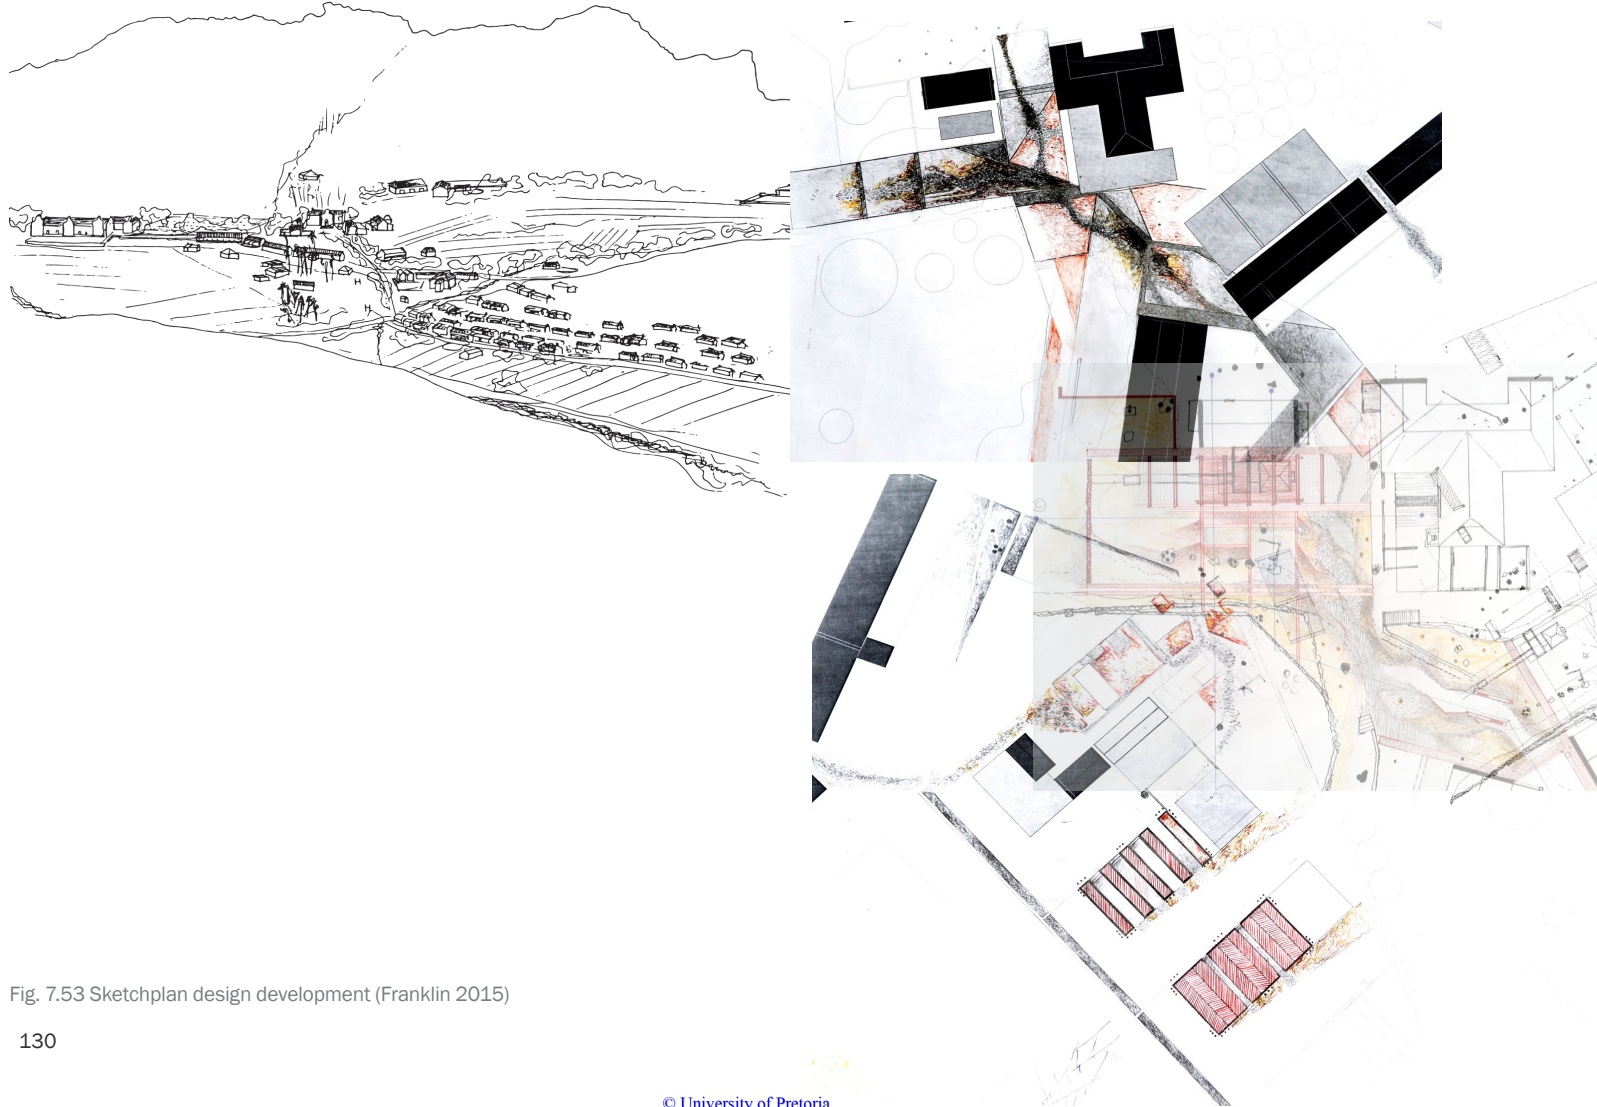 Fig. 7.53 Sketchplan design development (Franklin 2015)
130
© University of Pretoria